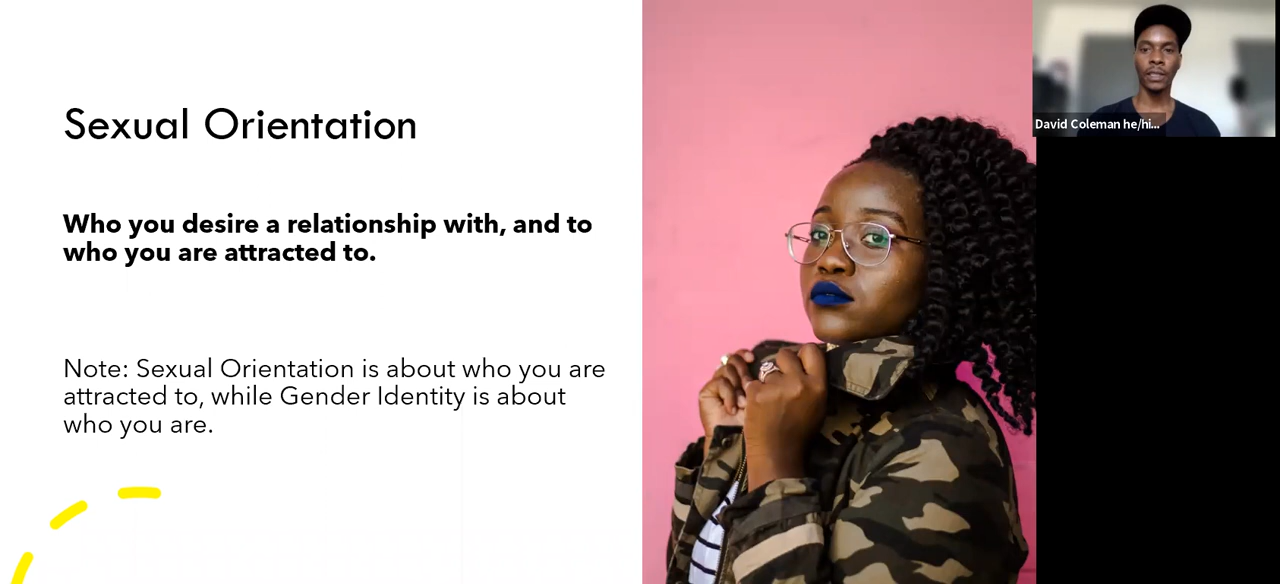 Sexual Orientation
Who you desire a relationship with, and to
who you are attracted to.
Note: Sexual Orientation is about who you are
attracted to, while Gender Identity is about
who you are.
David Coleman he/hi...